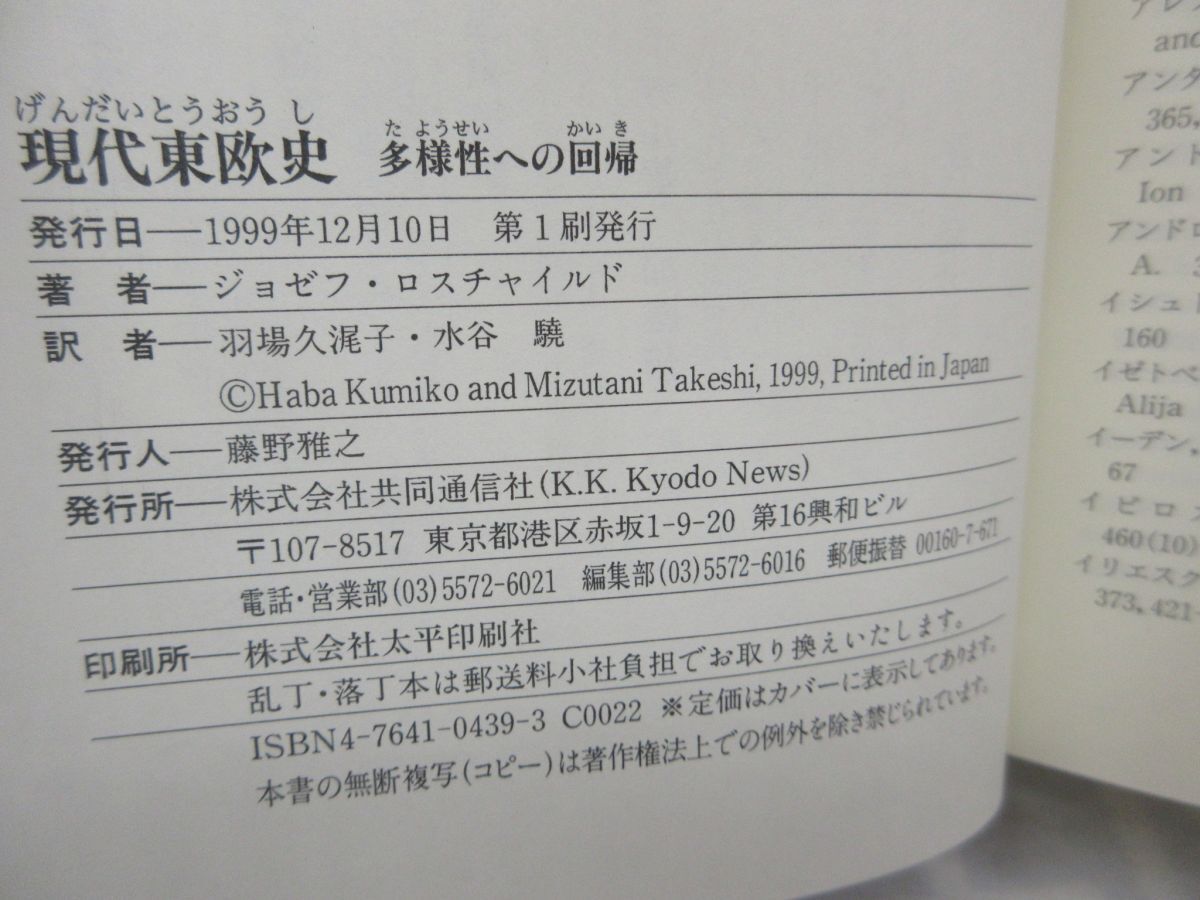 げんだいとうおうし たようせい かいき
現代東欧史 多様性への回帰
発行日──1999年12月10日 第1刷発行
著 者──ジョゼフ・ロスチャイルド
訳 者──羽場久浘子・水谷 驍
©Haba Kumiko and Mizutani Takeshi, 1999, Printed in Japan
発行人──藤野雅之
発行所──株式会社共同通信社(K.K. Kyodo News)
〒107-8517 東京都港区赤坂1-9-20 第16興和ビル
電話・営業部(03)5572-6021 編集部(03)5572-6016 郵便振替 00160-7-671
印刷所──株式会社太平印刷社
乱丁・落丁本は郵送料小社負担でお取り換えいたします。
ISBN4-7641-0439-3 C0022 ※定価はカバーに表示してあります。
本書の無断複写(コピー)は著作権法上での例外を除き禁じられています。
and
アンタ
365,
アント
Ion
アンドロ
A.
イシュト
160
イゼトベ
Alija
イーデン,
67
イピロス
460(10)
イリエスク
373,421